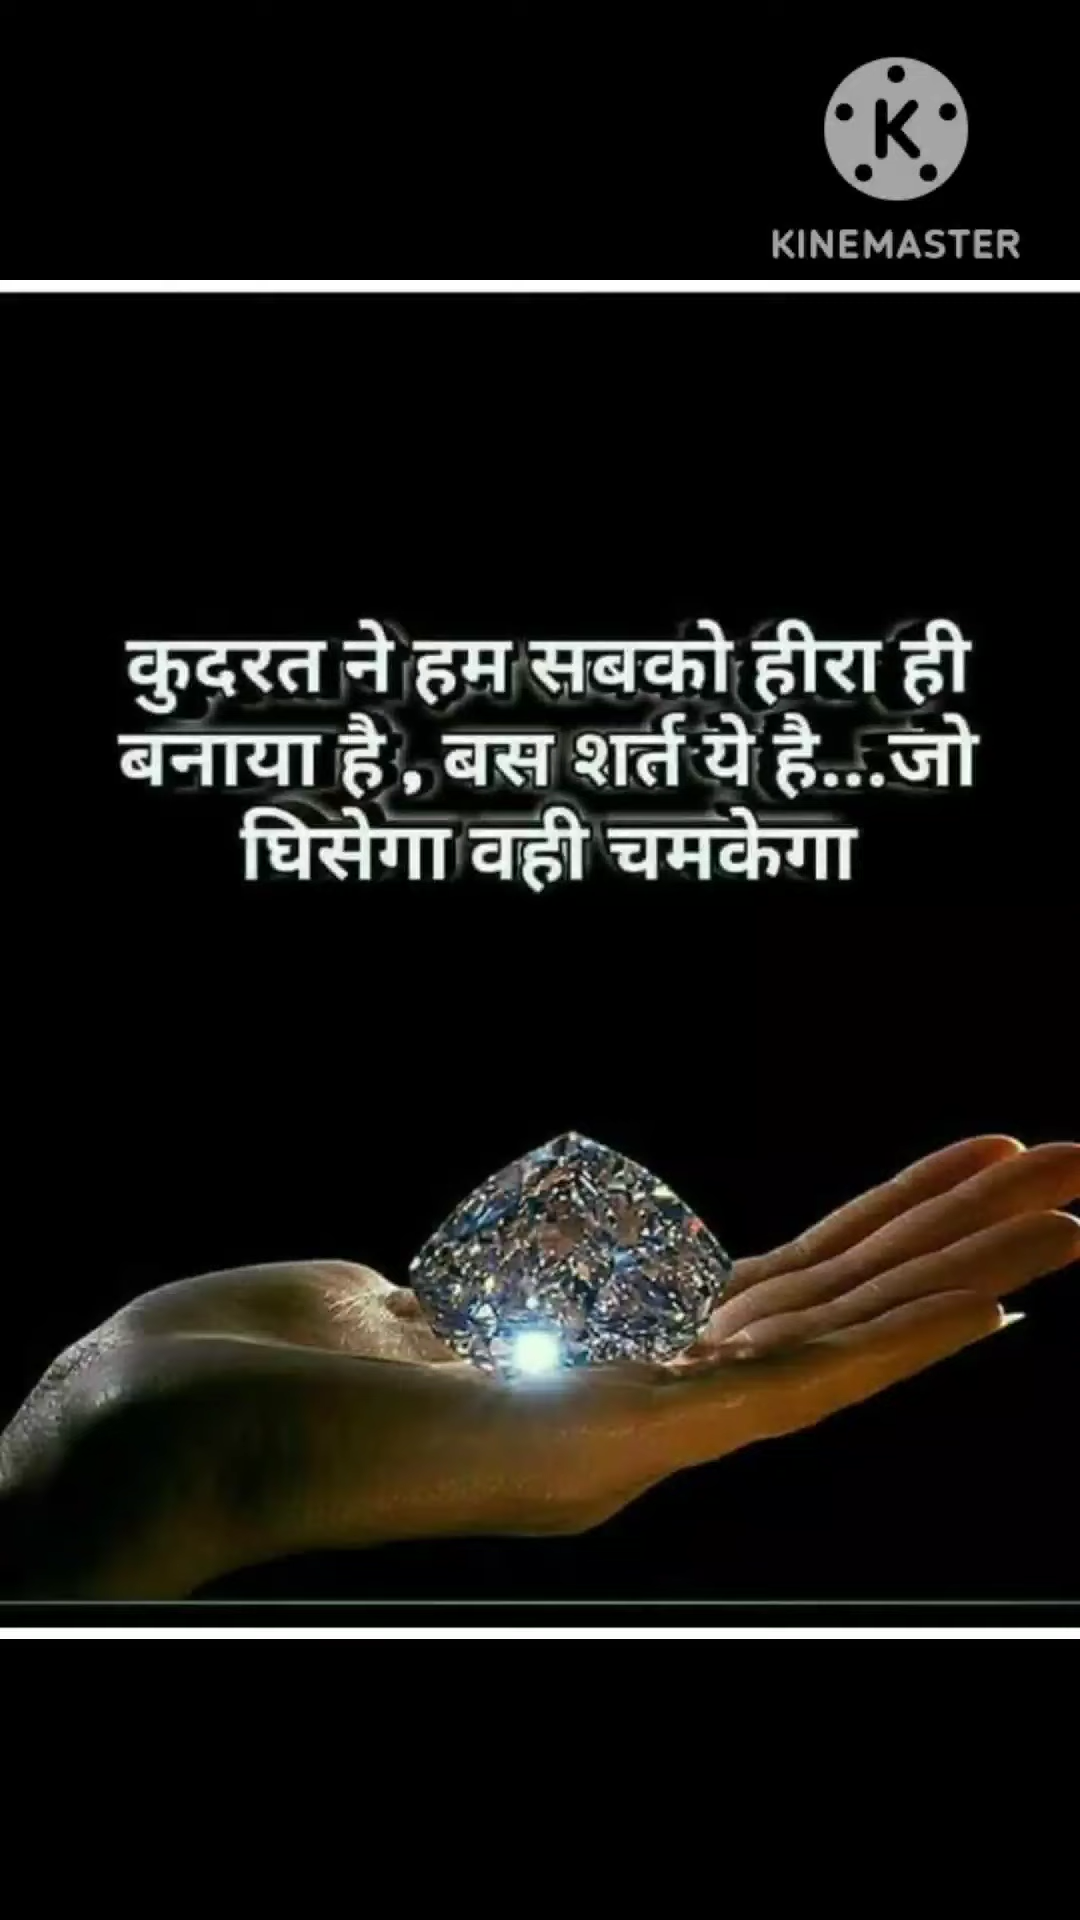 KINEMASTER
कुदरत ने हम सबको हीरा ही
बनाया है, बस शर्त ये है...जो
घिसेगा वही चमकेगा